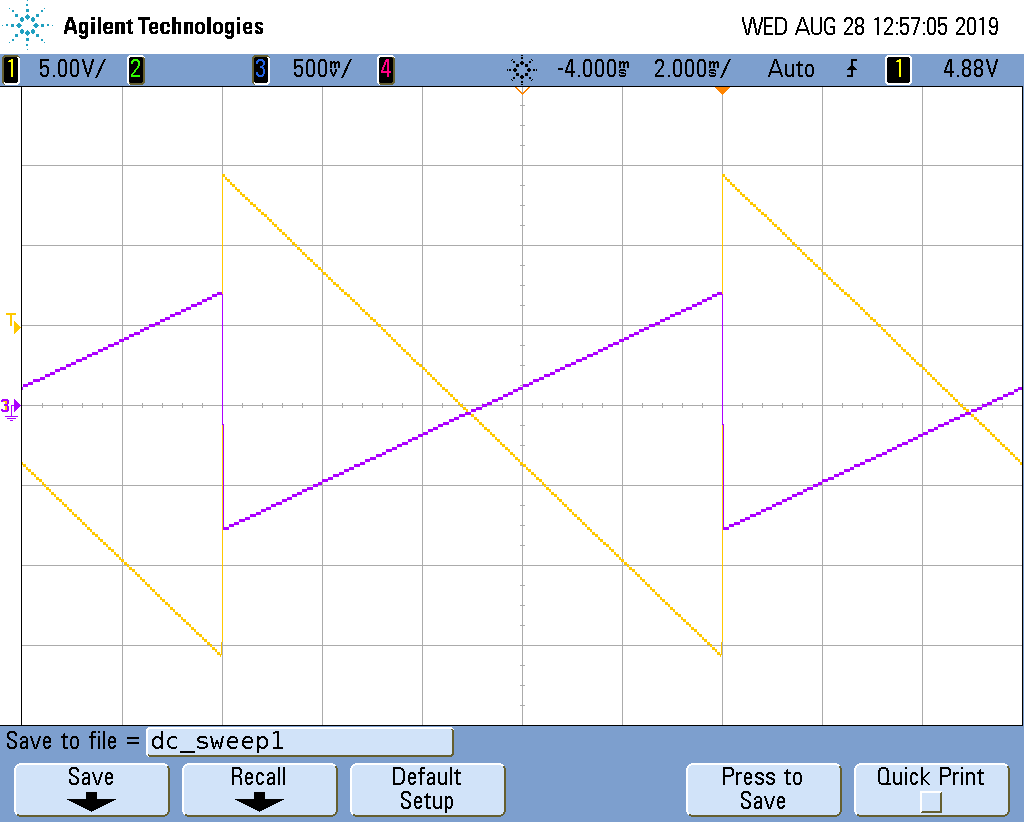 Agilent Technologies WED AUG 28 12:57:05 2019
1 5.00V/ 2 3 500mV/ 4 -4.000ms 2.000ms/ Auto 1 4.88V
T
3
Save to file = dc_sweep1
Save Recall Default Setup Press to Save Quick Print